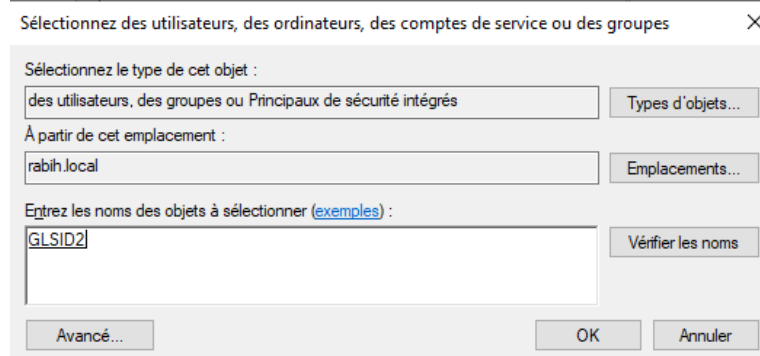 Sélectionnez des utilisateurs, des ordinateurs, des comptes de service ou des groupes
Sélectionnez le type de cet objet :
des utilisateurs, des groupes ou Principaux de sécurité intégrés
Types d'objets...
À partir de cet emplacement :
rabih.local
Emplacements...
Entrez les noms des objets à sélectionner (exemples) :
GLSID2
Vérifier les noms
Avancé...
OK
Annuler